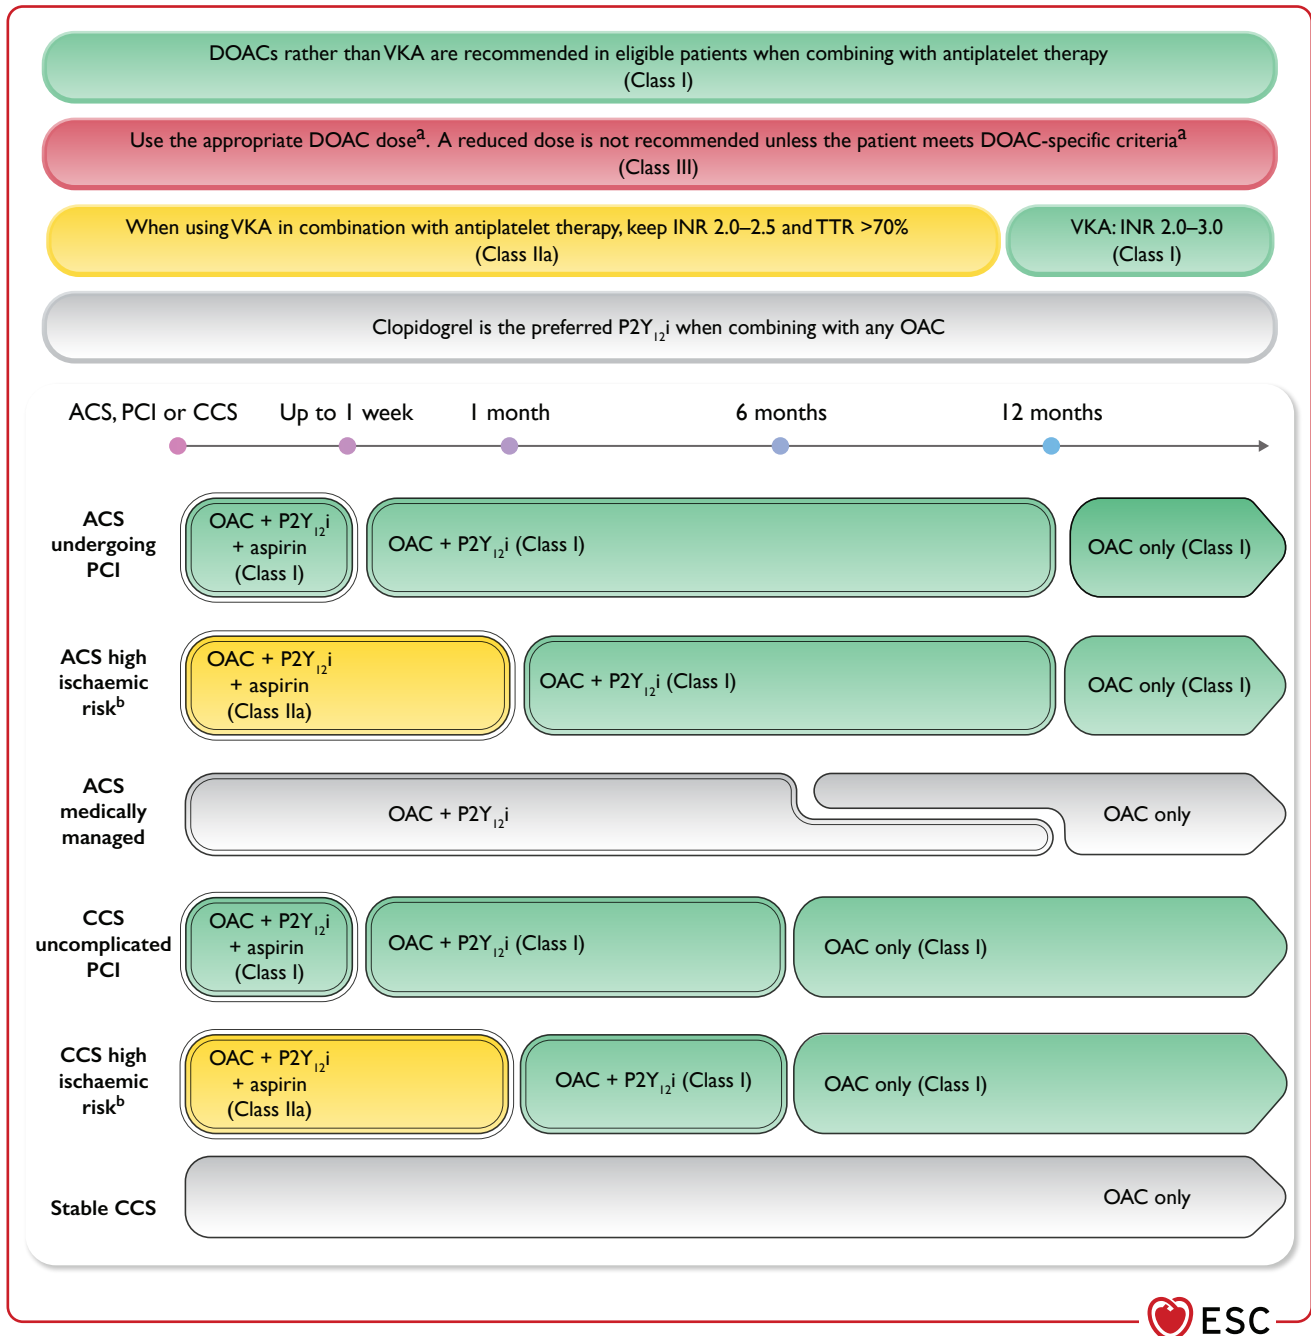 DOACs rather than VKA are recommended in eligible patients when combining with antiplatelet therapy
(Class I)
Use the appropriate DOAC doseᵃ. A reduced dose is not recommended unless the patient meets DOAC-specific criteriaᵃ
(Class III)
When using VKA in combination with antiplatelet therapy, keep INR 2.0–2.5 and TTR >70%
(Class IIa)
VKA: INR 2.0–3.0
(Class I)
Clopidogrel is the preferred P2Y₁₂i when combining with any OAC
ACS, PCI or CCS
Up to 1 week
1 month
6 months
12 months
ACS
undergoing
PCI
OAC + P2Y₁₂i
+ aspirin
(Class I)
OAC + P2Y₁₂i (Class I)
OAC only (Class I)
ACS high
ischaemic
riskᵇ
OAC + P2Y₁₂i
+ aspirin
(Class IIa)
OAC + P2Y₁₂i (Class I)
OAC only (Class I)
ACS
medically
managed
OAC + P2Y₁₂i
OAC only
CCS
uncomplicated
PCI
OAC + P2Y₁₂i
+ aspirin
(Class I)
OAC + P2Y₁₂i (Class I)
OAC only (Class I)
CCS high
ischaemic
riskᵇ
OAC + P2Y₁₂i
+ aspirin
(Class IIa)
OAC + P2Y₁₂i (Class I)
OAC only (Class I)
Stable CCS
OAC only
ESC